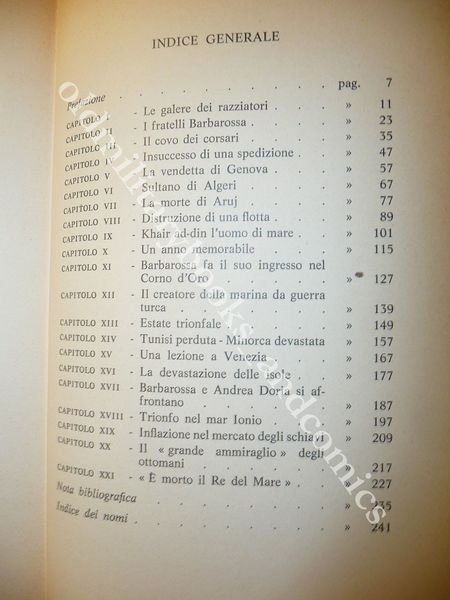 INDICE GENERALE
pag. 7
Prefazione . . . . . . . . .
CAPITOLO I - Le galere dei razziatori . . » 11
CAPITOLO II - I fratelli Barbarossa . . . » 23
CAPITOLO III - Il covo dei corsari . . . » 35
CAPITOLO IV - Insuccesso di una spedizione . » 47
CAPITOLO V - La vendetta di Genova . . » 57
CAPITOLO VI - Sultano di Algeri . . . » 67
CAPITOLO VII - La morte di Aruj . . . » 77
CAPITOLO VIII - Distruzione di una flotta . . » 89
CAPITOLO IX - Khair ad-din l'uomo di mare . » 101
CAPITOLO X - Un anno memorabile . . » 115
CAPITOLO XI - Barbarossa fa il suo ingresso nel
Corno d'Oro . . . . » 127
CAPITOLO XII - Il creatore della marina da guerra
turca . . . . . » 139
CAPITOLO XIII - Estate trionfale . . . . » 149
CAPITOLO XIV - Tunisi perduta - Minorca devastata » 157
CAPITOLO XV - Una lezione a Venezia . . . » 167
CAPITOLO XVI - La devastazione delle isole . » 177
CAPITOLO XVII - Barbarossa e Andrea Doria si af-
frontano . . . . . » 187
CAPITOLO XVIII - Trionfo nel mar Ionio . . » 197
CAPITOLO XIX - Inflazione nel mercato degli schiavi » 209
CAPITOLO XX - Il « grande ammiraglio » degli
ottomani . . . . . » 217
CAPITOLO XXI - « È morto il Re del Mare » . . » 227
Nota bibliografica . . . . . . . » 235
Indice dei nomi . . . . . . . » 241
oldmilitarybooks andcomics